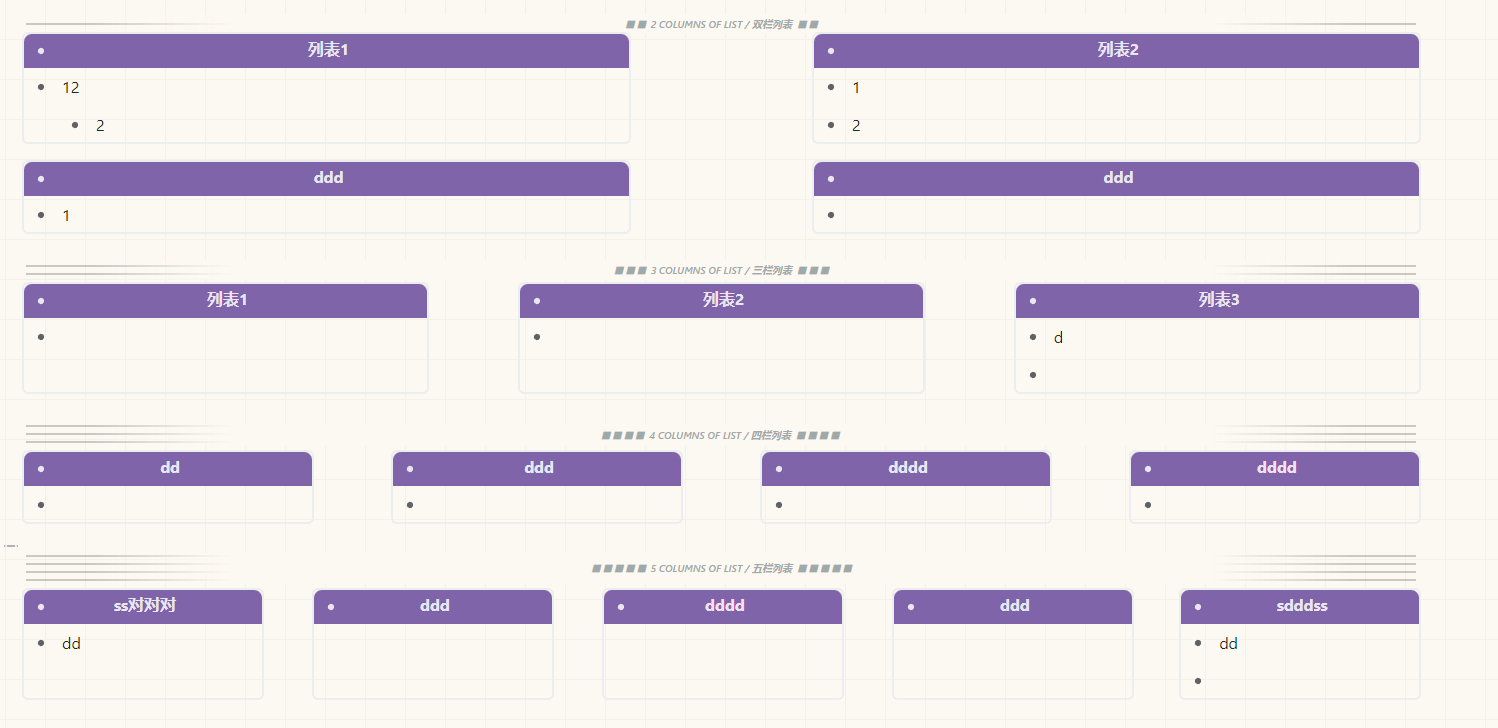 ■ ■ 2 COLUMNS OF LIST / 双栏列表 ■ ■
• 列表1 • 列表2
• 12 • 1
• 2 • 2
• ddd • ddd
• 1 •
■ ■ ■ 3 COLUMNS OF LIST / 三栏列表 ■ ■ ■
• 列表1 • 列表2 • 列表3
• • • d
•
■ ■ ■ ■ 4 COLUMNS OF LIST / 四栏列表 ■ ■ ■ ■
• dd • ddd • dddd • dddd
• • • •
■ ■ ■ ■ ■ 5 COLUMNS OF LIST / 五栏列表 ■ ■ ■ ■ ■
• ss对对对 • ddd • dddd • ddd • sdddss
• dd • dd
•